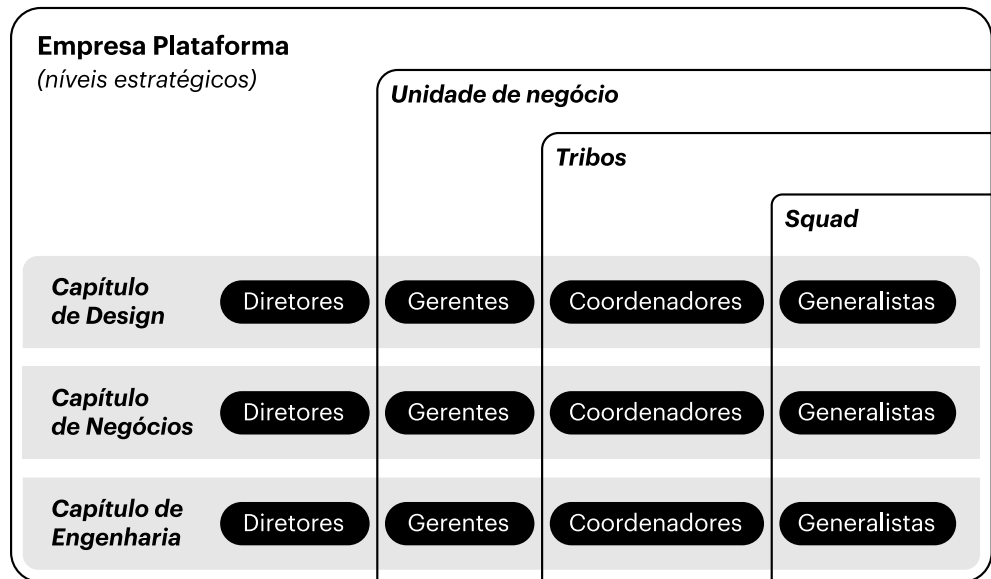 Empresa Plataforma
(níveis estratégicos)
Unidade de negócio
Tribos
Squad
Capítulo
de Design
Diretores
Gerentes
Coordenadores
Generalistas
Capítulo
de Negócios
Diretores
Gerentes
Coordenadores
Generalistas
Capítulo de
Engenharia
Diretores
Gerentes
Coordenadores
Generalistas